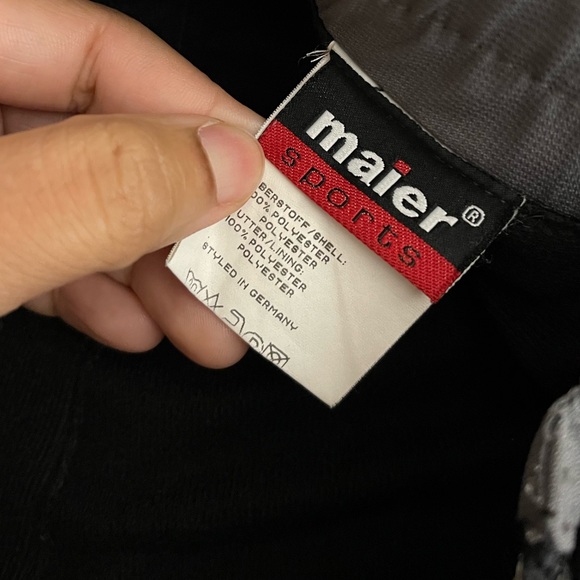 maier®
sports
BERSTOFF/SHELL:
00% POLYESTER
POLYESTER
UTTER/LINING:
100% POLYESTER
POLYESTER
STYLED IN GERMANY